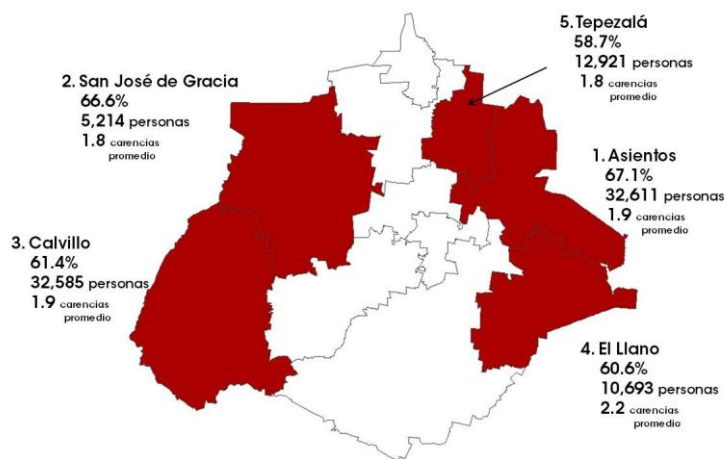 5. Tepezalá
58.7%
12,921 personas
1.8 carencias
promedio
2. San José de Gracia
66.6%
5,214 personas
1.8 carencias
promedio
1. Asientos
67.1%
32,611 personas
1.9 carencias
promedio
3. Calvillo
61.4%
32,585 personas
1.9 carencias
promedio
4. El Llano
60.6%
10,693 personas
2.2 carencias
promedio